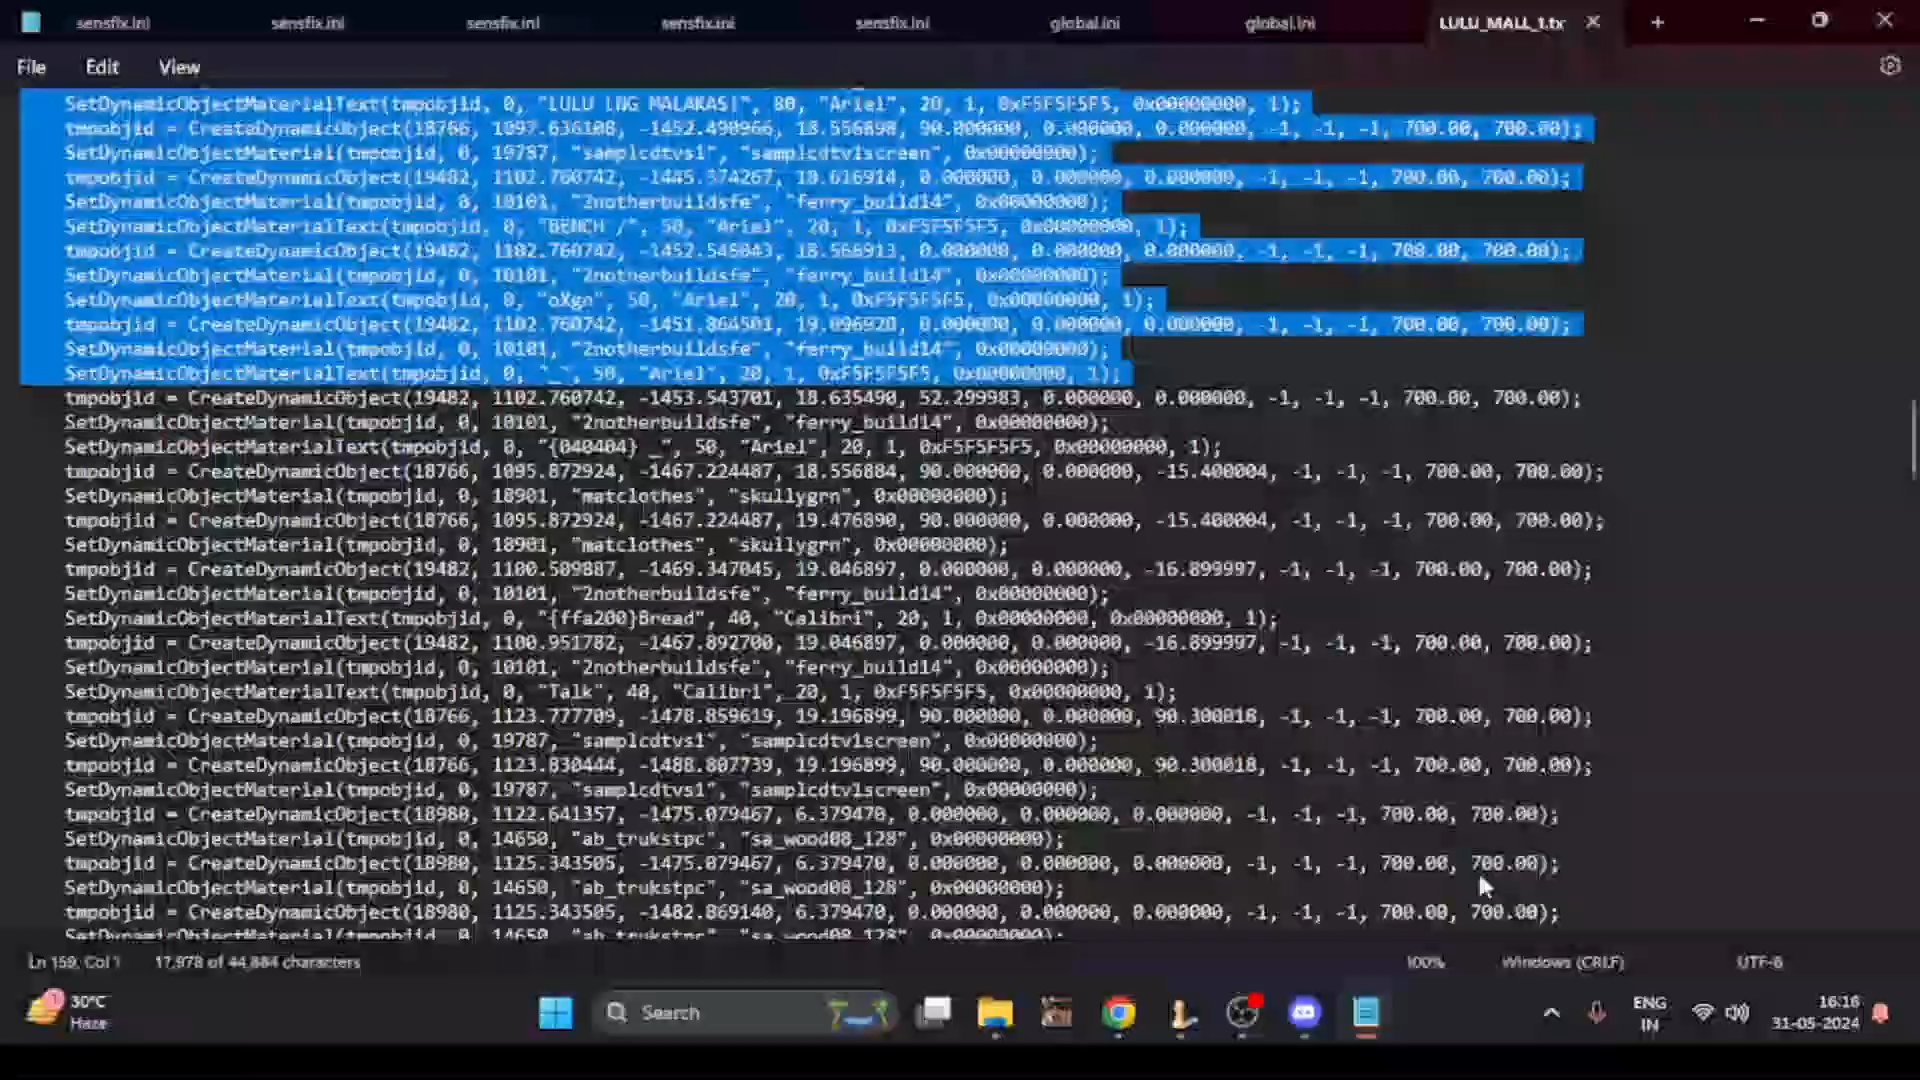 sensfix.ini sensfix.ini sensfix.ini sensfix.ini sensfix.ini global.ini global.ini LULU_MALL_1.tx
File Edit View
SetDynamicObjectMaterialText(tmpobjid, 0, "LULU ING MALAKAS!", 80, "Ariel", 20, 1, 0xF5F5F5F5, 0x00000000, 1);
tmpobjid = CreateDynamicObject(18766, 1097.636108, -1452.490966, 18.556898, 90.000000, 0.000000, 0.000000, -1, -1, -1, 700.00, 700.00);
SetDynamicObjectMaterial(tmpobjid, 0, 19787, "samplcdtvs1", "samplcdtv1screen", 0x00000000);
tmpobjid = CreateDynamicObject(19482, 1102.760742, -1445.374267, 18.616914, 0.000000, 0.000000, 0.000000, -1, -1, -1, 700.00, 700.00);
SetDynamicObjectMaterial(tmpobjid, 0, 10101, "2notherbuildsfe", "ferry_build14", 0x00000000);
SetDynamicObjectMaterialText(tmpobjid, 0, "BENCH /", 50, "Ariel", 20, 1, 0xF5F5F5F5, 0x00000000, 1);
tmpobjid = CreateDynamicObject(19482, 1102.760742, -1452.545043, 18.566913, 0.000000, 0.000000, 0.000000, -1, -1, -1, 700.00, 700.00);
SetDynamicObjectMaterial(tmpobjid, 0, 10101, "2notherbuildsfe", "ferry_build14", 0x00000000);
SetDynamicObjectMaterialText(tmpobjid, 0, "oXgn", 50, "Ariel", 20, 1, 0xF5F5F5F5, 0x00000000, 1);
tmpobjid = CreateDynamicObject(19482, 1102.760742, -1451.864501, 19.096920, 0.000000, 0.000000, 0.000000, -1, -1, -1, 700.00, 700.00);
SetDynamicObjectMaterial(tmpobjid, 0, 10101, "2notherbuildsfe", "ferry_build14", 0x00000000);
SetDynamicObjectMaterialText(tmpobjid, 0, "_", 50, "Ariel", 20, 1, 0xF5F5F5F5, 0x00000000, 1);
tmpobjid = CreateDynamicObject(19482, 1102.760742, -1453.543701, 18.635490, 52.299983, 0.000000, 0.000000, -1, -1, -1, 700.00, 700.00);
SetDynamicObjectMaterial(tmpobjid, 0, 10101, "2notherbuildsfe", "ferry_build14", 0x00000000);
SetDynamicObjectMaterialText(tmpobjid, 0, "{040404} _", 50, "Ariel", 20, 1, 0xF5F5F5F5, 0x00000000, 1);
tmpobjid = CreateDynamicObject(18766, 1095.872924, -1467.224487, 18.556884, 90.000000, 0.000000, -15.400004, -1, -1, -1, 700.00, 700.00);
SetDynamicObjectMaterial(tmpobjid, 0, 18901, "matclothes", "skullygrn", 0x00000000);
tmpobjid = CreateDynamicObject(18766, 1095.872924, -1467.224487, 19.476890, 90.000000, 0.000000, -15.400004, -1, -1, -1, 700.00, 700.00);
SetDynamicObjectMaterial(tmpobjid, 0, 18901, "matclothes", "skullygrn", 0x00000000);
tmpobjid = CreateDynamicObject(19482, 1100.509887, -1469.347045, 19.046897, 0.000000, 0.000000, -16.899997, -1, -1, -1, 700.00, 700.00);
SetDynamicObjectMaterial(tmpobjid, 0, 10101, "2notherbuildsfe", "ferry_build14", 0x00000000);
SetDynamicObjectMaterialText(tmpobjid, 0, "{ffa200}Bread", 40, "Calibri", 20, 1, 0x00000000, 0x00000000, 1);
tmpobjid = CreateDynamicObject(19482, 1100.951782, -1467.892700, 19.046897, 0.000000, 0.000000, -16.899997, -1, -1, -1, 700.00, 700.00);
SetDynamicObjectMaterial(tmpobjid, 0, 10101, "2notherbuildsfe", "ferry_build14", 0x00000000);
SetDynamicObjectMaterialText(tmpobjid, 0, "Talk", 40, "Calibri", 20, 1, 0xF5F5F5F5, 0x00000000, 1);
tmpobjid = CreateDynamicObject(18766, 1123.777709, -1478.859619, 19.196899, 90.000000, 0.000000, 90.300018, -1, -1, -1, 700.00, 700.00);
SetDynamicObjectMaterial(tmpobjid, 0, 19787, "samplcdtvs1", "samplcdtv1screen", 0x00000000);
tmpobjid = CreateDynamicObject(18766, 1123.830444, -1488.807739, 19.196899, 90.000000, 0.000000, 90.300018, -1, -1, -1, 700.00, 700.00);
SetDynamicObjectMaterial(tmpobjid, 0, 19787, "samplcdtvs1", "samplcdtv1screen", 0x00000000);
tmpobjid = CreateDynamicObject(18980, 1122.641357, -1475.079467, 6.379470, 0.000000, 0.000000, 0.000000, -1, -1, -1, 700.00, 700.00);
SetDynamicObjectMaterial(tmpobjid, 0, 14650, "ab_trukstpc", "sa_wood08_128", 0x00000000);
tmpobjid = CreateDynamicObject(18980, 1125.343505, -1475.079467, 6.379470, 0.000000, 0.000000, 0.000000, -1, -1, -1, 700.00, 700.00);
SetDynamicObjectMaterial(tmpobjid, 0, 14650, "ab_trukstpc", "sa_wood08_128", 0x00000000);
tmpobjid = CreateDynamicObject(18980, 1125.343505, -1482.869140, 6.379470, 0.000000, 0.000000, 0.000000, -1, -1, -1, 700.00, 700.00);
SetDynamicObjectMaterial(tmpobjid, 0, 14650, "ab_trukstpc", "sa_wood08_128", 0x00000000);
Ln 159, Col 1 17,978 of 44,884 characters 100% Windows (CRLF) UTF-8
30°C
Haze
Search
ENG
IN
16:16
31-05-2024